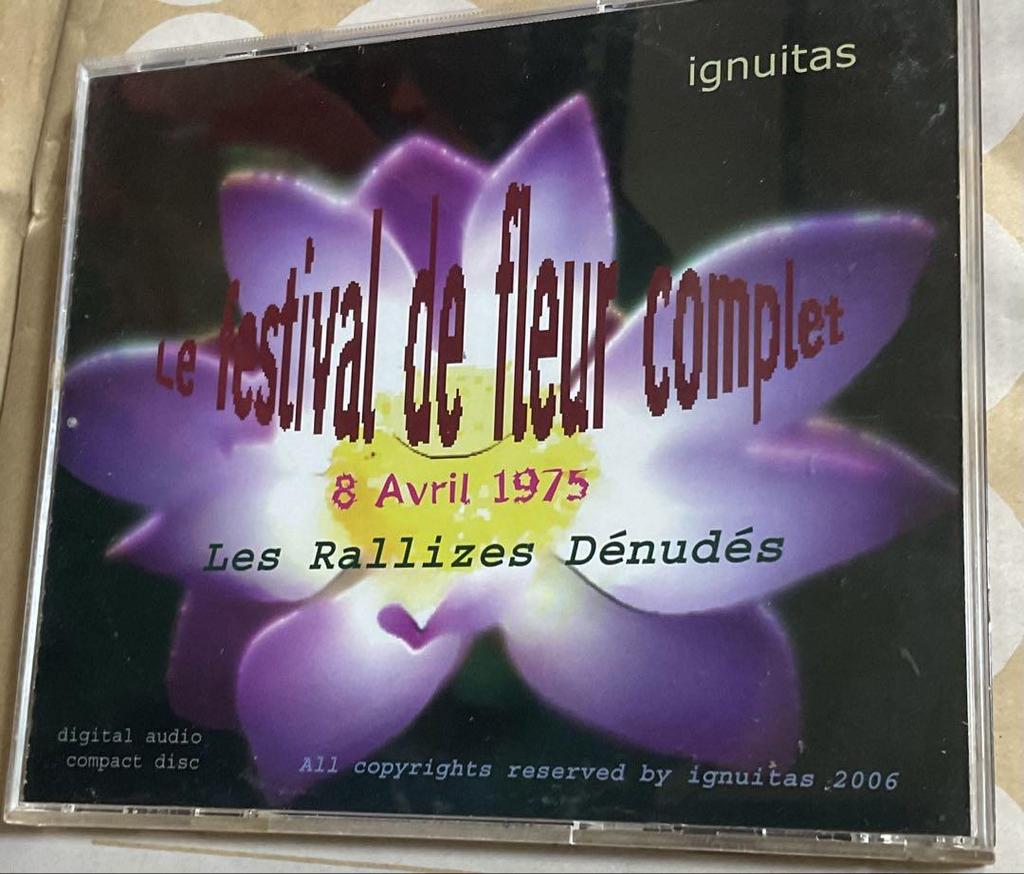 ignuitas
Le festival de fleur complet
8 Avril 1975
Les Rallizes Dénudés
digital audio
compact disc
All copyrights reserved by ignuitas 2006